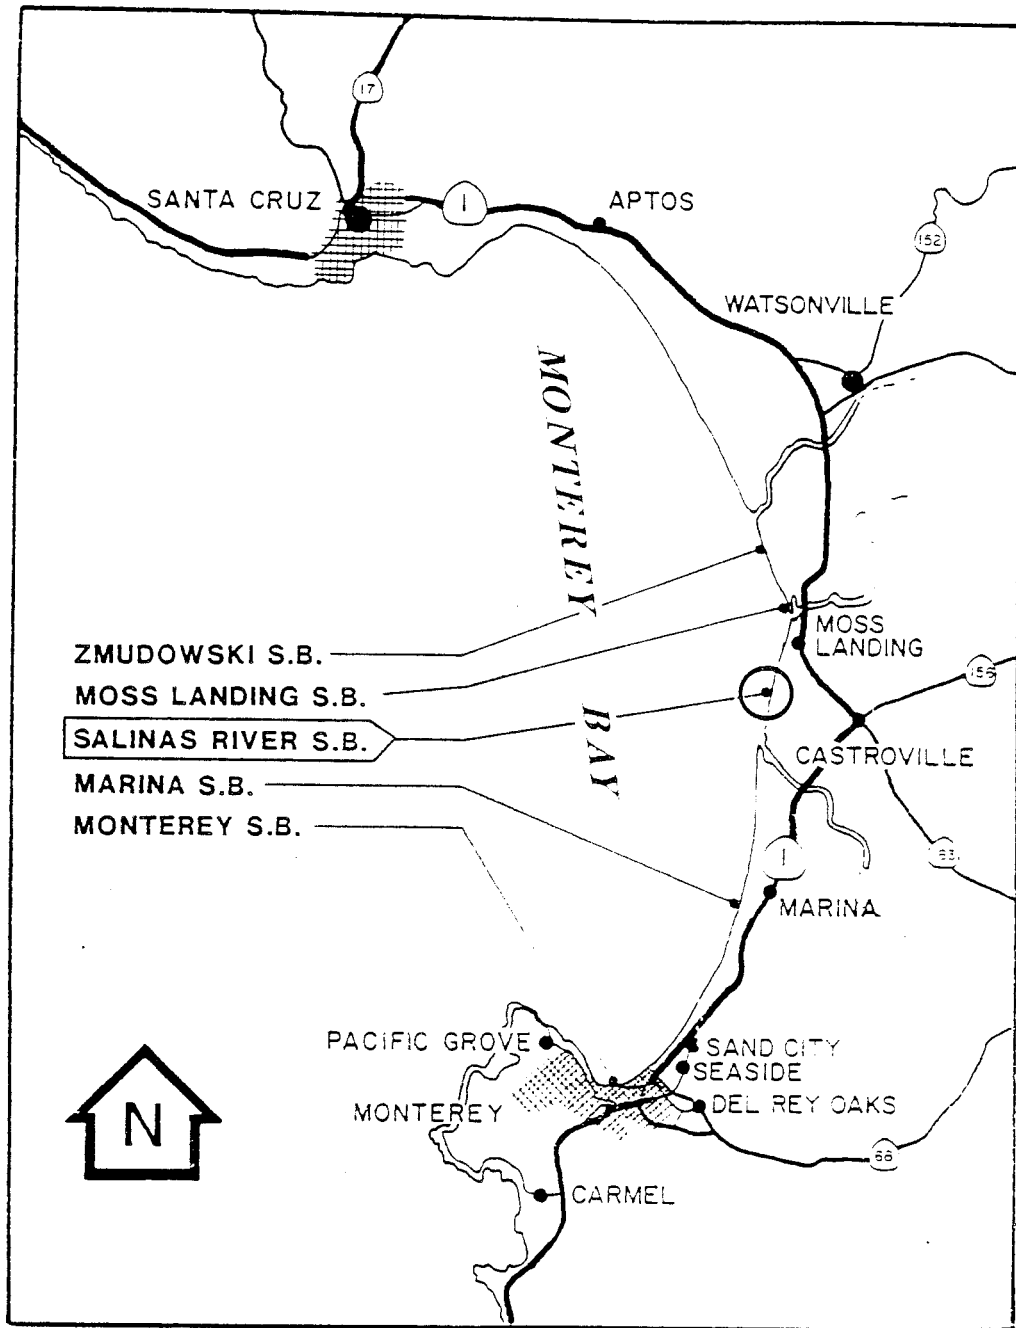 17
SANTA CRUZ
1
APTOS
152
WATSONVILLE
MONTEREY BAY
ZMUDOWSKI S.B.
MOSS LANDING
MOSS LANDING S.B.
156
SALINAS RIVER S.B.
CASTROVILLE
MARINA S.B.
MONTEREY S.B.
1
MARINA
PACIFIC GROVE
SAND CITY
SEASIDE
MONTEREY
DEL REY OAKS
N
CARMEL